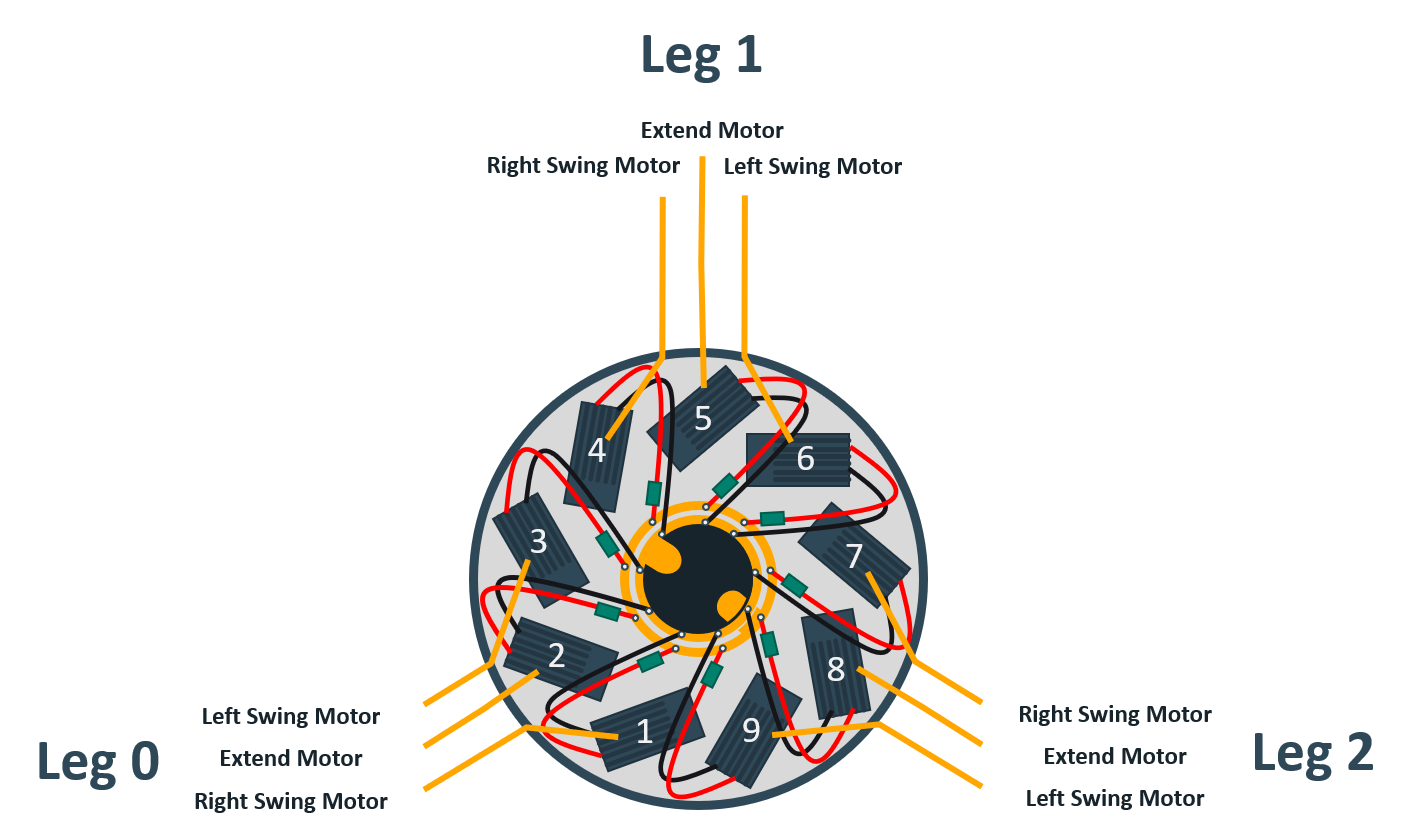 Leg 1
Extend Motor
Right Swing Motor
Left Swing Motor
5
4
6
3
7
2
8
1
9
Leg 0
Left Swing Motor
Extend Motor
Right Swing Motor
Right Swing Motor
Extend Motor
Left Swing Motor
Leg 2